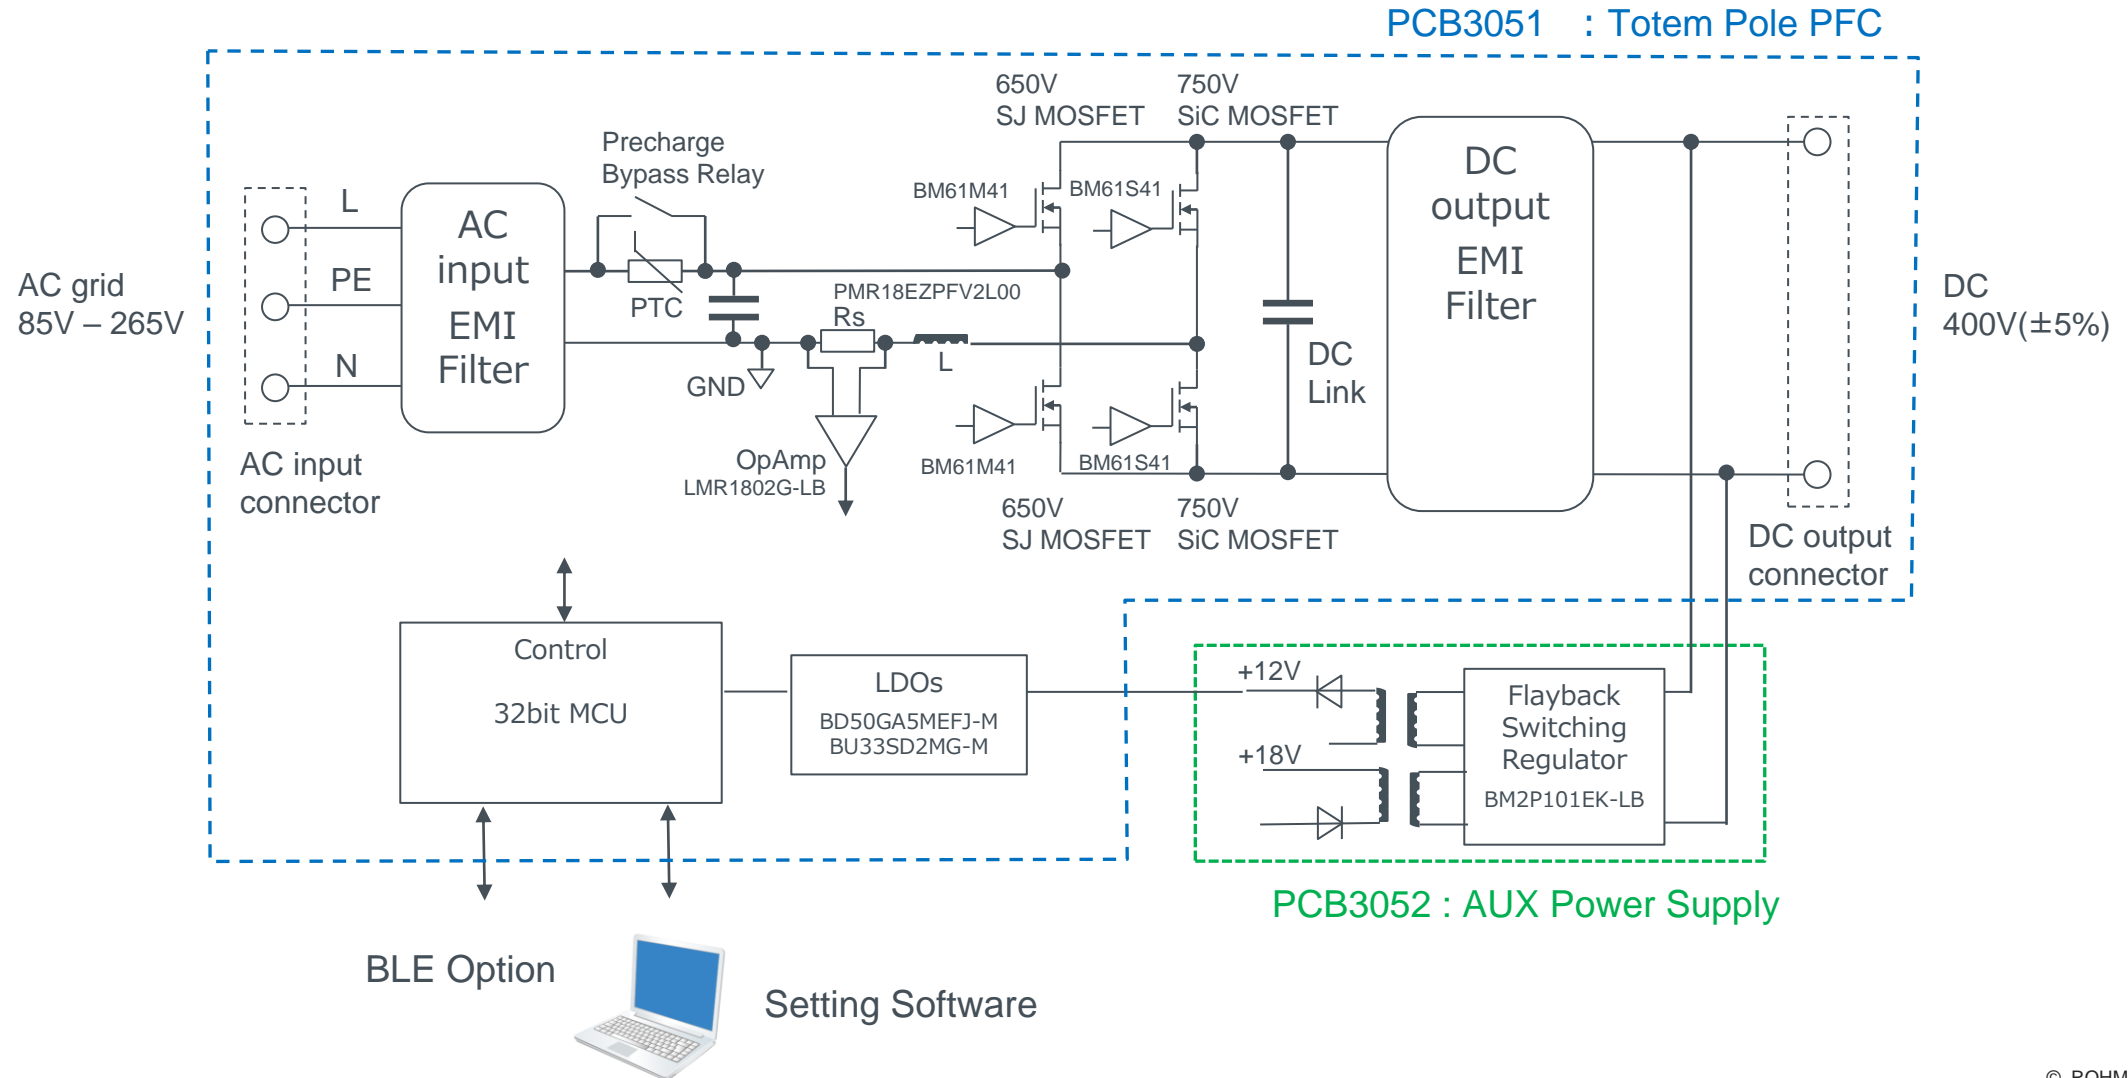 PCB3051 : Totem Pole PFC
650V
SJ MOSFET
750V
SiC MOSFET
Precharge
Bypass Relay
BM61M41
BM61S41
AC grid
85V – 265V
L
PE
N
AC
input
EMI
Filter
PTC
PMR18EZPFV2L00
Rs
L
GND
DC
Link
DC
output
EMI
Filter
DC
400V(±5%)
AC input
connector
OpAmp
LMR1802G-LB
BM61M41
BM61S41
650V
SJ MOSFET
750V
SiC MOSFET
DC output
connector
Control
32bit MCU
LDOs
BD50GA5MEFJ-M
BU33SD2MG-M
+12V
+18V
Flayback
Switching
Regulator
BM2P101EK-LB
PCB3052 : AUX Power Supply
BLE Option
Setting Software
© ROHM